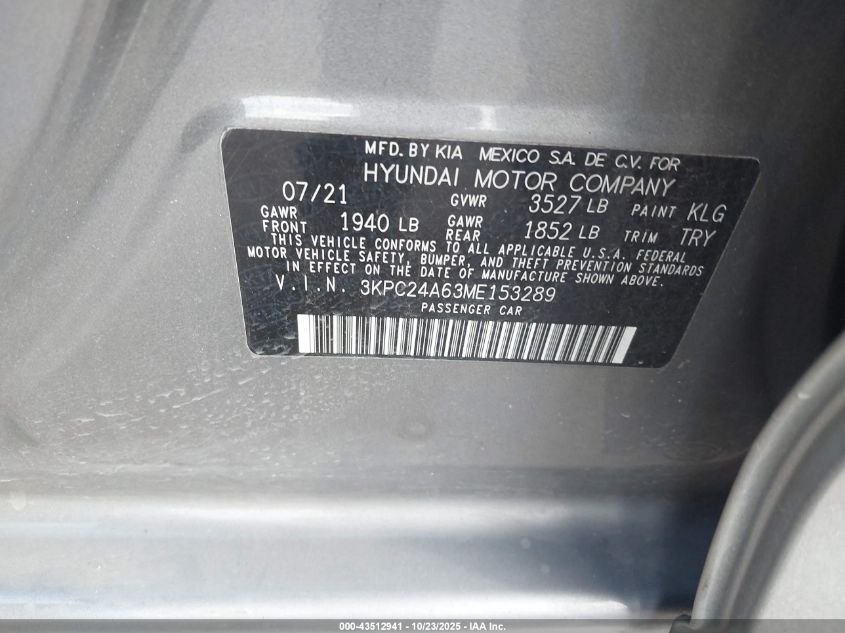 MFD. BY KIA MEXICO S.A. DE C.V. FOR
HYUNDAI MOTOR COMPANY
07/21 GVWR 3527 LB PAINT KLG
GAWR FRONT 1940 LB GAWR REAR 1852 LB TRIM TRY
THIS VEHICLE CONFORMS TO ALL APPLICABLE U.S.A. FEDERAL
MOTOR VEHICLE SAFETY, BUMPER, AND THEFT PREVENTION STANDARDS
IN EFFECT ON THE DATE OF MANUFACTURE SHOWN ABOVE.
V.I.N. 3KPC24A63ME153289
PASSENGER CAR
000-43512941 - 10/23/2025 - IAA Inc.